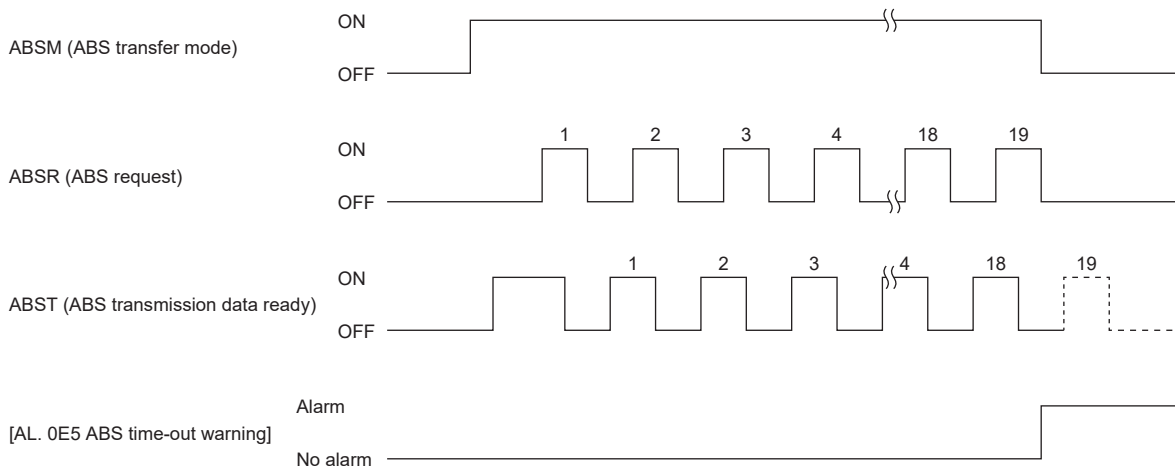 ON
ABSM (ABS transfer mode)
OFF
1 2 3 4 18 19
ON
ABSR (ABS request)
OFF
1 2 3 4 18 19
ON
ABST (ABS transmission data ready)
OFF
Alarm
[AL. 0E5 ABS time-out warning]
No alarm